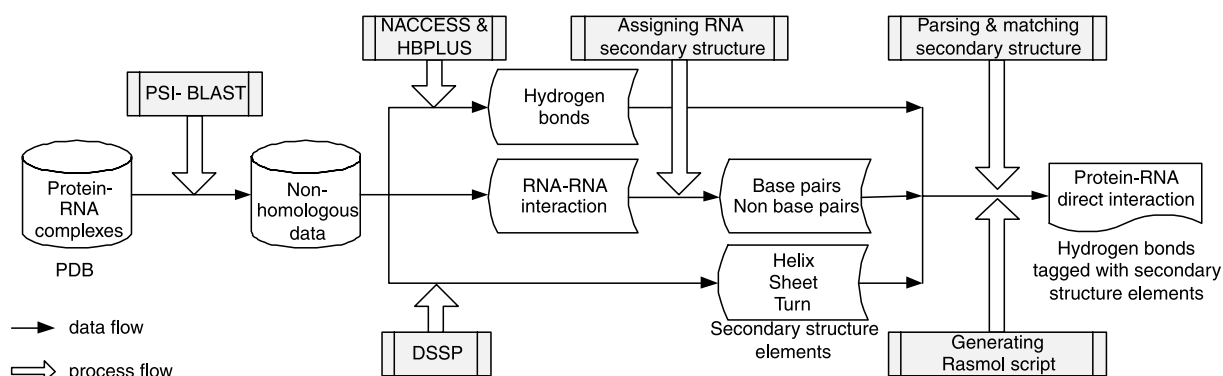 NACCESS &
HBPLUS
Assigning RNA
secondary structure
Parsing & matching
secondary structure
PSI- BLAST
Hydrogen
bonds
Protein-
RNA
complexes
PDB
Non-
homologous
data
RNA-RNA
interaction
Base pairs
Non base pairs
Protein-RNA
direct interaction
Hydrogen bonds
tagged with secondary
structure elements
Helix
Sheet
Turn
Secondary structure
elements
data flow
process flow
DSSP
Generating
Rasmol script